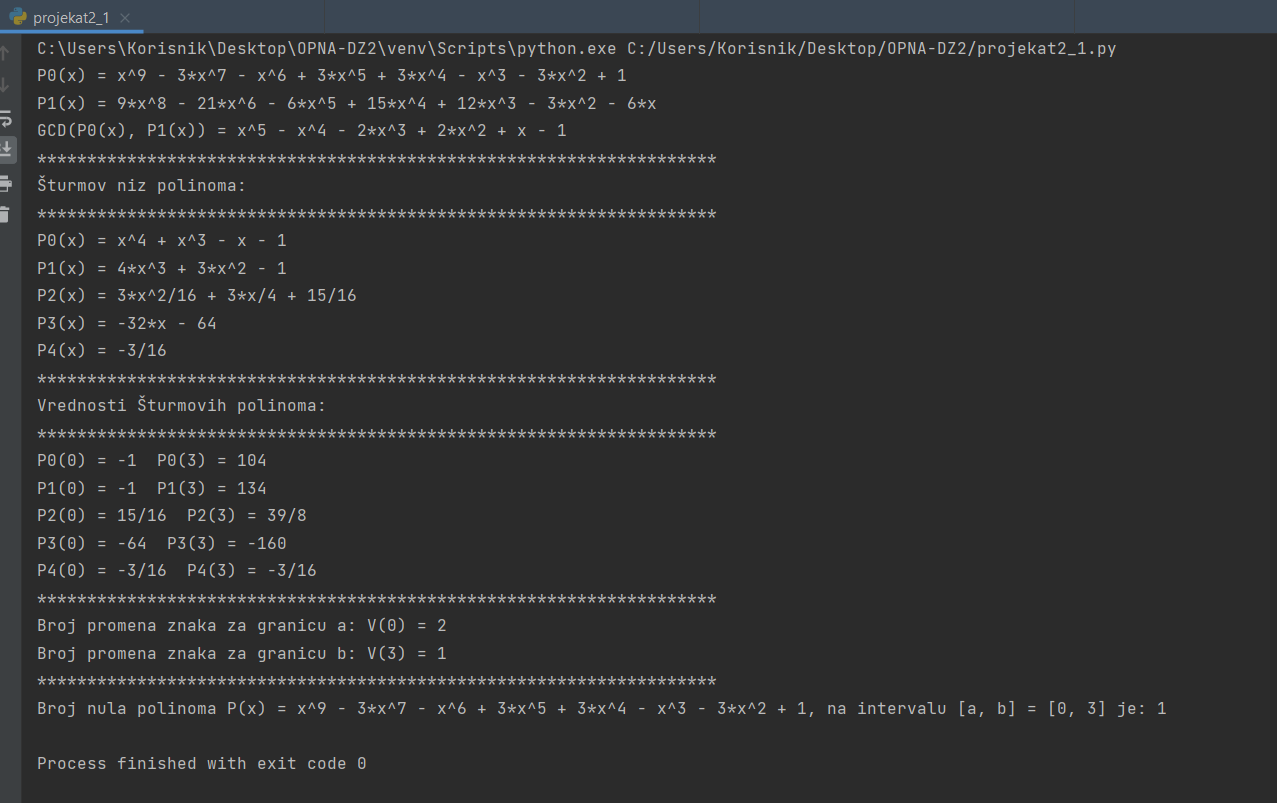 projekat2_1
C:\Users\Korisnik\Desktop\OPNA-DZ2\venv\Scripts\python.exe C:/Users/Korisnik/Desktop/OPNA-DZ2/projekat2_1.py
P0(x) = x^9 - 3*x^7 - x^6 + 3*x^5 + 3*x^4 - x^3 - 3*x^2 + 1
P1(x) = 9*x^8 - 21*x^6 - 6*x^5 + 15*x^4 + 12*x^3 - 3*x^2 - 6*x
GCD(P0(x), P1(x)) = x^5 - x^4 - 2*x^3 + 2*x^2 + x - 1
********************************************************************
Šturmov niz polinoma:
********************************************************************
P0(x) = x^4 + x^3 - x - 1
P1(x) = 4*x^3 + 3*x^2 - 1
P2(x) = 3*x^2/16 + 3*x/4 + 15/16
P3(x) = -32*x - 64
P4(x) = -3/16
********************************************************************
Vrednosti Šturmovih polinoma:
********************************************************************
P0(0) = -1  P0(3) = 104
P1(0) = -1  P1(3) = 134
P2(0) = 15/16  P2(3) = 39/8
P3(0) = -64  P3(3) = -160
P4(0) = -3/16  P4(3) = -3/16
********************************************************************
Broj promena znaka za granicu a: V(0) = 2
Broj promena znaka za granicu b: V(3) = 1
********************************************************************
Broj nula polinoma P(x) = x^9 - 3*x^7 - x^6 + 3*x^5 + 3*x^4 - x^3 - 3*x^2 + 1, na intervalu [a, b] = [0, 3] je: 1
Process finished with exit code 0